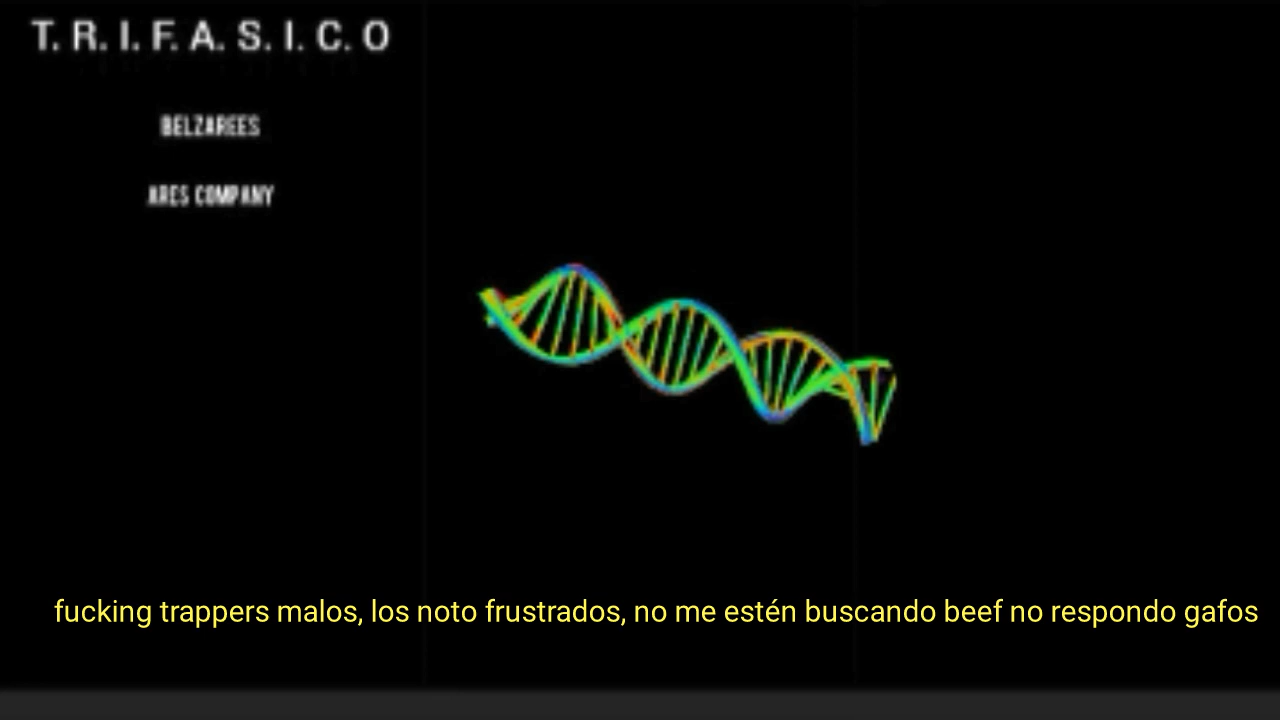 T. R. I. F. A. S. I. C. O
BELZAREES
ARES COMPANY
fucking trappers malos, los noto frustrados, no me estén buscando beef no respondo gafos